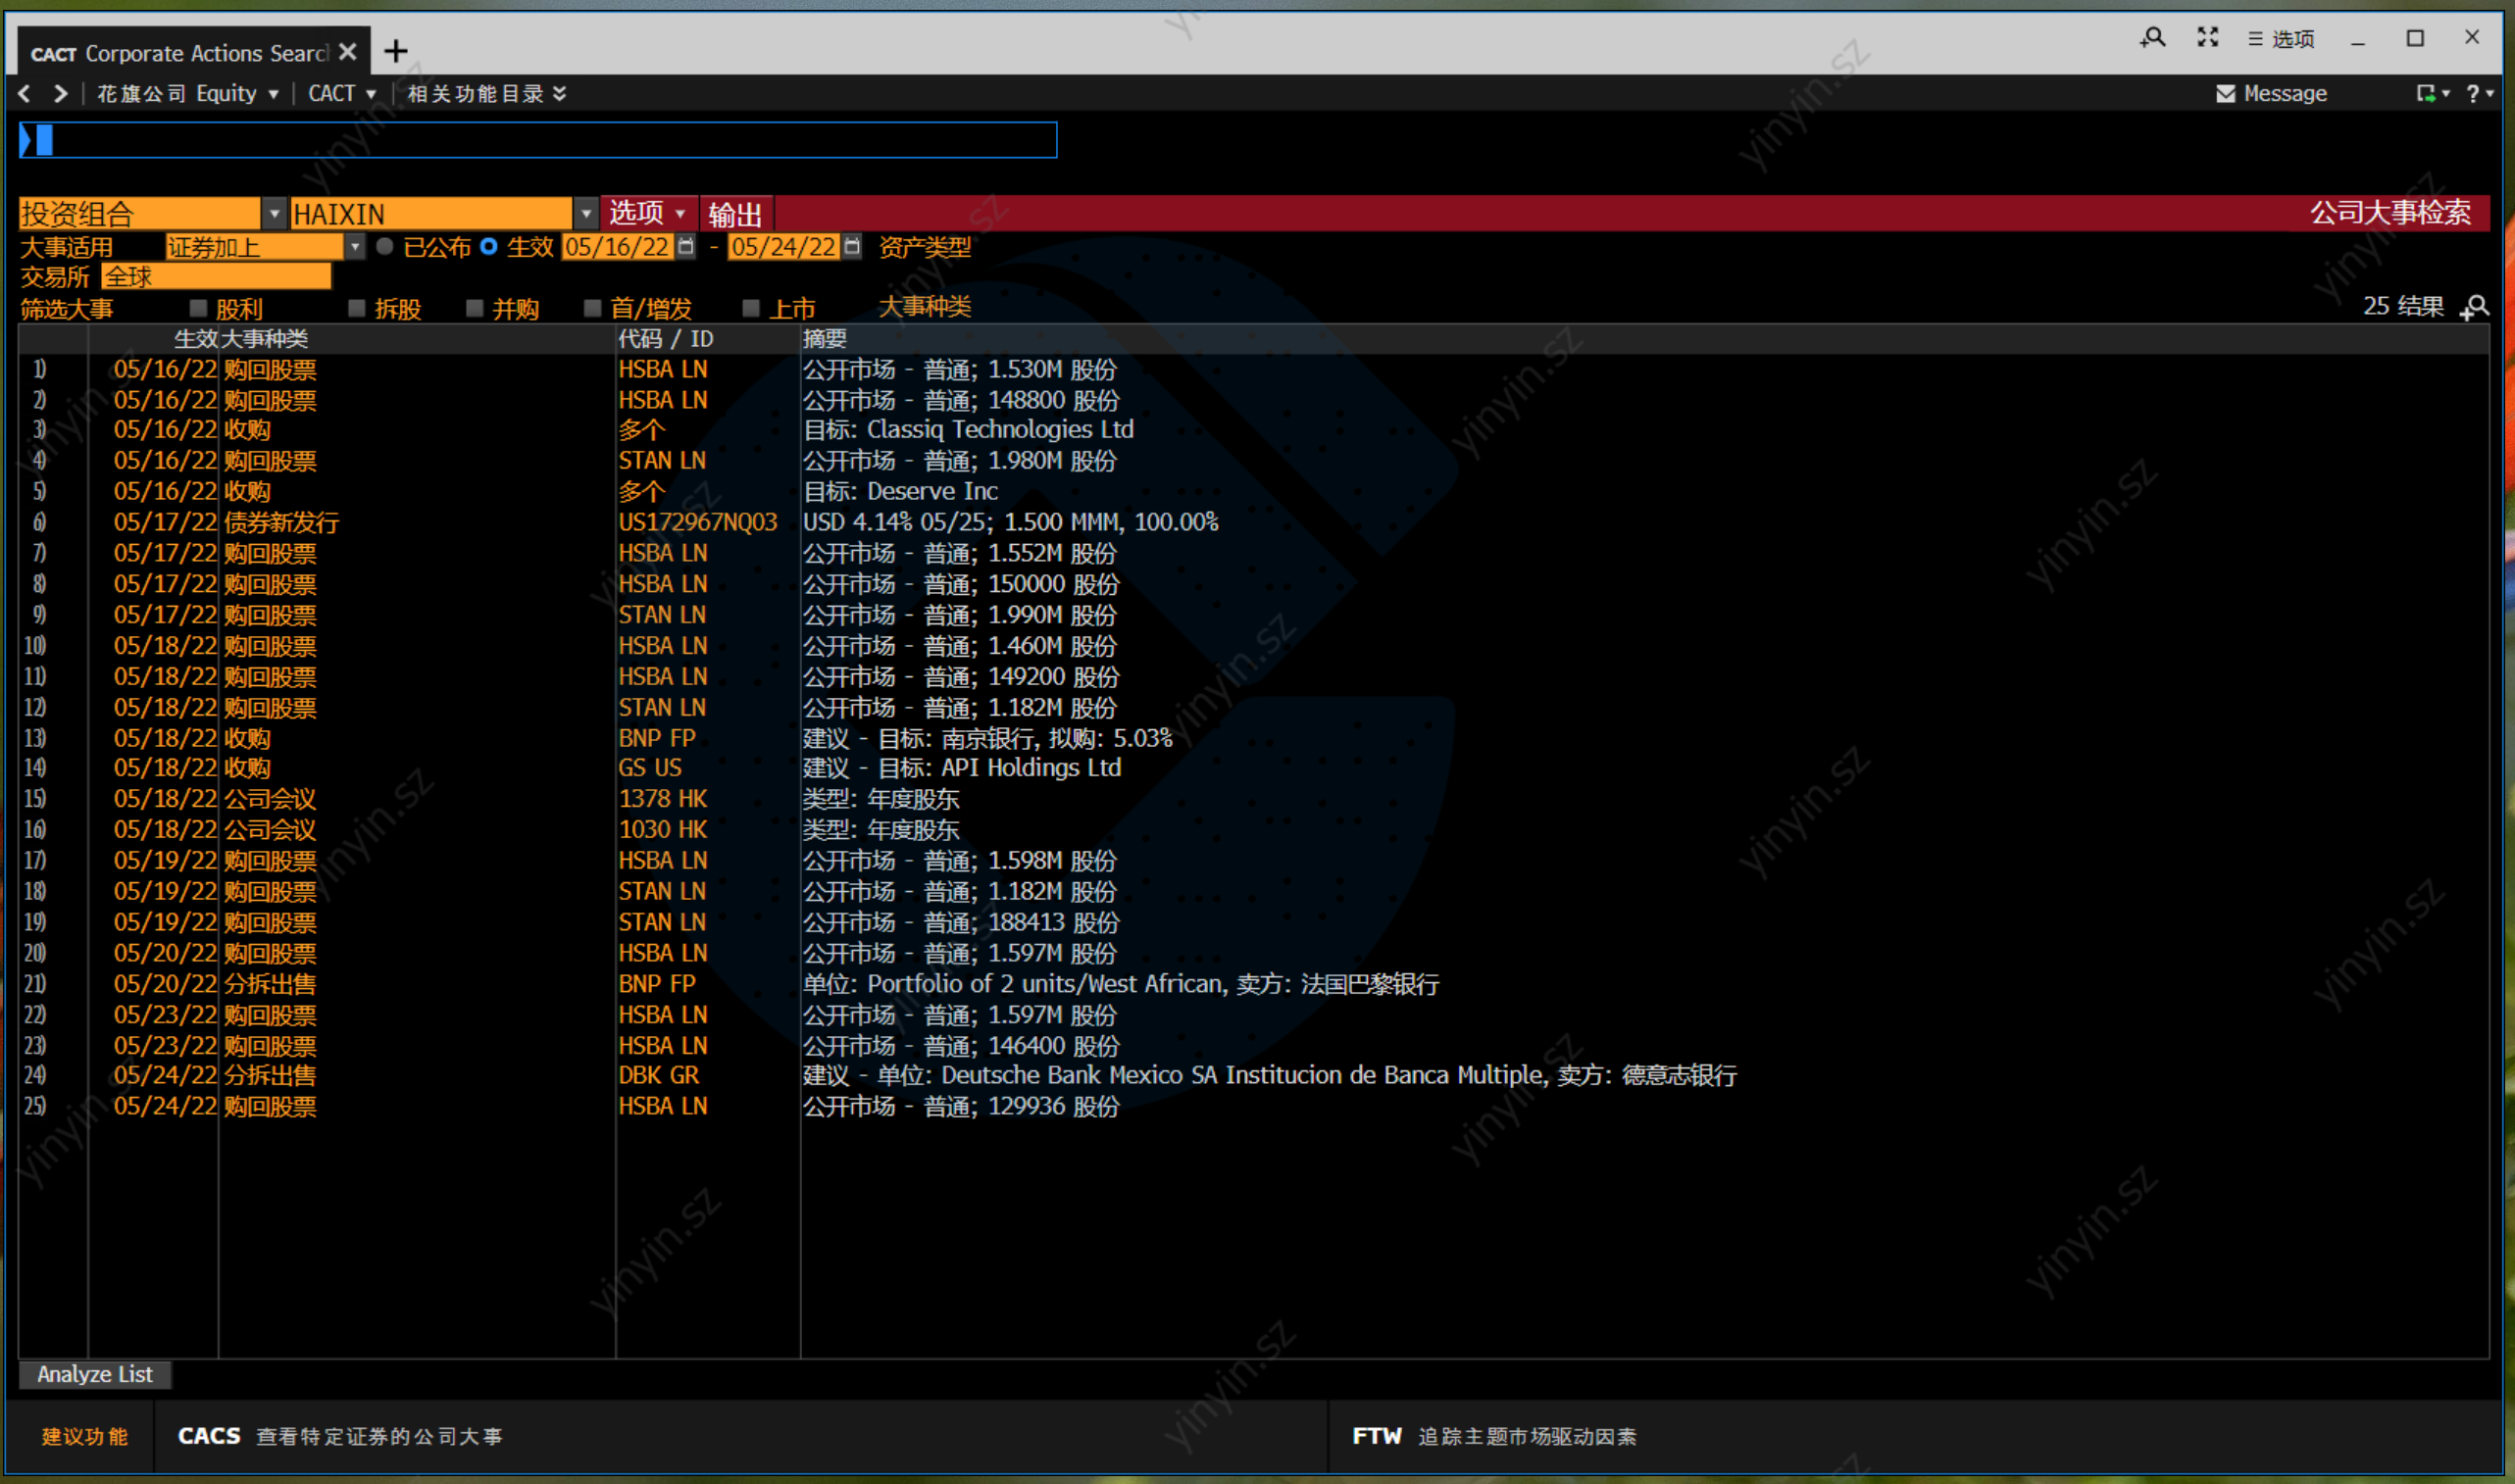 CACT Corporate Actions Searcl
选项
花旗公司 Equity CACT 相关功能目录 Message ?
投资组合 HAIXIN 选项 输出 公司大事检索
大事适用 证券加上 已公布 生效 05/16/22 - 05/24/22 资产类型
交易所 全球
筛选大事 股利 拆股 并购 首/增发 上市 大事种类 25 结果
生效 大事种类 代码 / ID 摘要
1) 05/16/22 购回股票 HSBA LN 公开市场 - 普通; 1.530M 股份
2) 05/16/22 购回股票 HSBA LN 公开市场 - 普通; 148800 股份
3) 05/16/22 收购 多个 目标: Classiq Technologies Ltd
4) 05/16/22 购回股票 STAN LN 公开市场 - 普通; 1.980M 股份
5) 05/16/22 收购 多个 目标: Deserve Inc
6) 05/17/22 债券新发行 US172967NQ03 USD 4.14% 05/25; 1.500 MMM, 100.00%
7) 05/17/22 购回股票 HSBA LN 公开市场 - 普通; 1.552M 股份
8) 05/17/22 购回股票 HSBA LN 公开市场 - 普通; 150000 股份
9) 05/17/22 购回股票 STAN LN 公开市场 - 普通; 1.990M 股份
10) 05/18/22 购回股票 HSBA LN 公开市场 - 普通; 1.460M 股份
11) 05/18/22 购回股票 HSBA LN 公开市场 - 普通; 149200 股份
12) 05/18/22 购回股票 STAN LN 公开市场 - 普通; 1.182M 股份
13) 05/18/22 收购 BNP FP 建议 - 目标: 南京银行, 拟购: 5.03%
14) 05/18/22 收购 GS US 建议 - 目标: API Holdings Ltd
15) 05/18/22 公司会议 1378 HK 类型: 年度股东
16) 05/18/22 公司会议 1030 HK 类型: 年度股东
17) 05/19/22 购回股票 HSBA LN 公开市场 - 普通; 1.598M 股份
18) 05/19/22 购回股票 STAN LN 公开市场 - 普通; 1.182M 股份
19) 05/19/22 购回股票 STAN LN 公开市场 - 普通; 188413 股份
20) 05/20/22 购回股票 HSBA LN 公开市场 - 普通; 1.597M 股份
21) 05/20/22 分拆出售 BNP FP 单位: Portfolio of 2 units/West African, 卖方: 法国巴黎银行
22) 05/23/22 购回股票 HSBA LN 公开市场 - 普通; 1.597M 股份
23) 05/23/22 购回股票 HSBA LN 公开市场 - 普通; 146400 股份
24) 05/24/22 分拆出售 DBK GR 建议 - 单位: Deutsche Bank Mexico SA Institucion de Banca Multiple, 卖方: 德意志银行
25) 05/24/22 购回股票 HSBA LN 公开市场 - 普通; 129936 股份
Analyze List
建议功能 CACS 查看特定证券的公司大事 FTW 追踪主题市场驱动因素
yinyin.sz